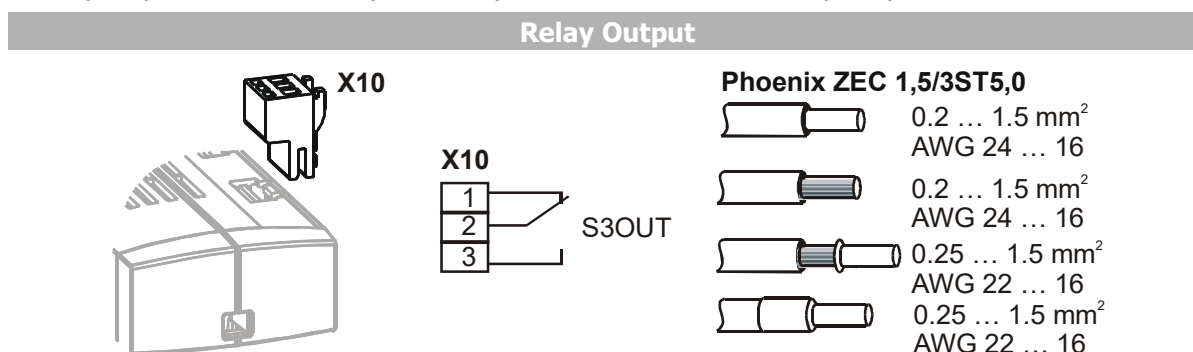 Relay Output
X10
X10
1
2
3
S3OUT
Phoenix ZEC 1,5/3ST5,0
0.2 … 1.5 mm²
AWG 24 … 16
0.2 … 1.5 mm²
AWG 24 … 16
0.25 … 1.5 mm²
AWG 22 … 16
0.25 … 1.5 mm²
AWG 22 … 16